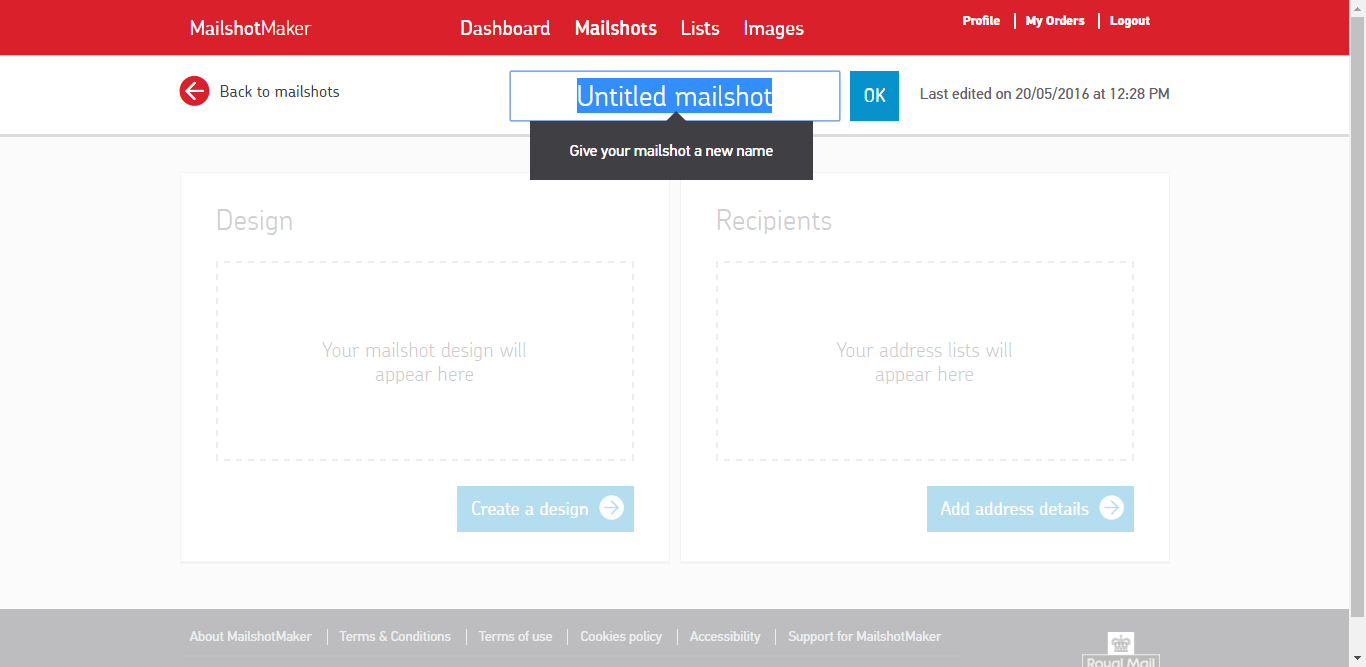 MailshotMaker
Dashboard Mailshots Lists Images
Profile My Orders Logout
Back to mailshots
Untitled mailshot
OK
Last edited on 20/05/2016 at 12:28 PM
Give your mailshot a new name
Design
Your mailshot design will
appear here
Create a design
Recipients
Your address lists will
appear here
Add address details
About MailshotMaker Terms & Conditions Terms of use Cookies policy Accessibility Support for MailshotMaker
Royal Mail